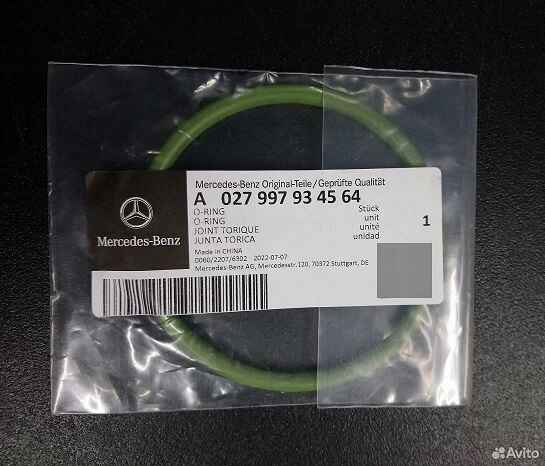 Mercedes-Benz Original-Teile/Geprüfte Qualität
A 027 997 93 45 64
O-RING
O-RING
JOINT TORIQUE
JUNTA TORICA
Stück
unit
unité
unidad
1
Mercedes-Benz
Made in CHINA
0060/2207/6302 2022-07-07
Mercedes-Benz AG, Mercedesstr.120, 70372 Stuttgart, DE
Avito